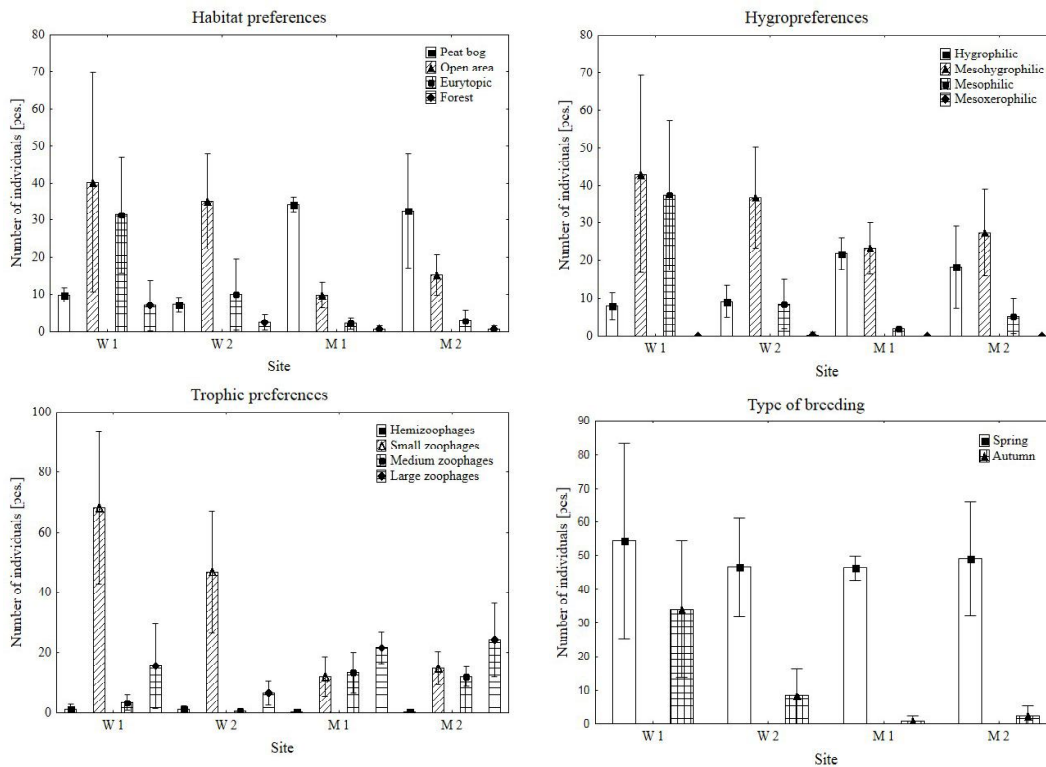 Habitat preferences
Number of individuals [pcs.]
80
70
60
50
40
30
20
10
0
Peat bog
Open area
Eurytopic
Forest
W 1
W 2
M 1
M 2
Site
Hygropreferences
Number of individuals [pcs.]
80
70
60
50
40
30
20
10
0
Hygrophilic
Mesohygrophilic
Mesophilic
Mesoxerophilic
W 1
W 2
M 1
M 2
Site
Trophic preferences
Number of individuals [pcs.]
100
80
60
40
20
0
Hemizoophages
Small zoophages
Medium zoophages
Large zoophages
W 1
W 2
M 1
M 2
Site
Type of breeding
Number of individuals [pcs.]
90
80
70
60
50
40
30
20
10
0
Spring
Autumn
W 1
W 2
M 1
M 2
Site